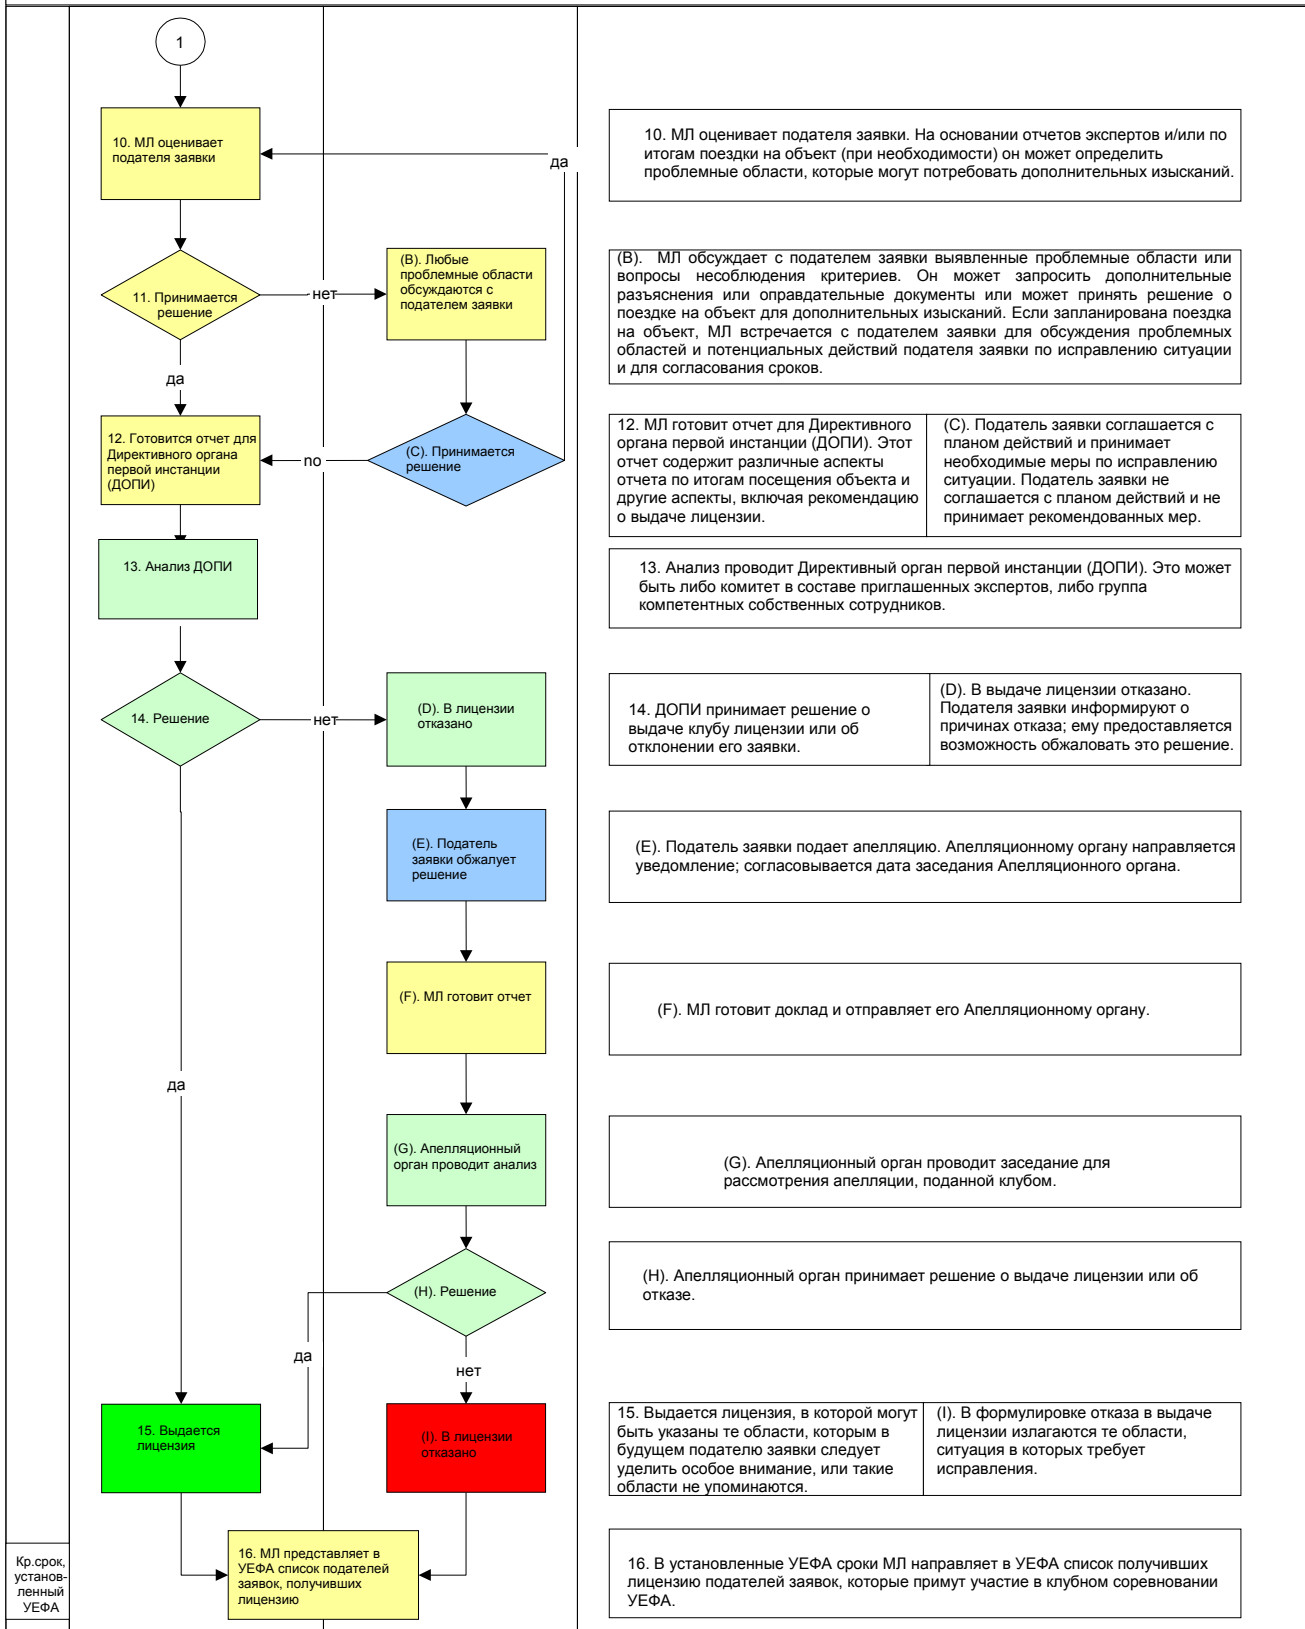 1
10. МЛ оценивает
подателя заявки
да
10. МЛ оценивает подателя заявки. На основании отчетов экспертов и/или по
итогам поездки на объект (при необходимости) он может определить
проблемные области, которые могут потребовать дополнительных изысканий.
11. Принимается
решение
нет
(B). Любые
проблемные области
обсуждаются с
подателем заявки
(B). МЛ обсуждает с подателем заявки выявленные проблемные области или
вопросы несоблюдения критериев. Он может запросить дополнительные
разъяснения или оправдательные документы или может принять решение о
поездке на объект для дополнительных изысканий. Если запланирована поездка
на объект, МЛ встречается с подателем заявки для обсуждения проблемных
областей и потенциальных действий подателя заявки по исправлению ситуации
и для согласования сроков.
да
12. Готовится отчет для
Директивного органа
первой инстанции
(ДОПИ)
no
(C). Принимается
решение
12. МЛ готовит отчет для Директивного
органа первой инстанции (ДОПИ). Этот
отчет содержит различные аспекты
отчета по итогам посещения объекта и
другие аспекты, включая рекомендацию
о выдаче лицензии.
(C). Податель заявки соглашается с
планом действий и принимает
необходимые меры по исправлению
ситуации. Податель заявки не
соглашается с планом действий и не
принимает рекомендованных мер.
13. Анализ ДОПИ
13. Анализ проводит Директивный орган первой инстанции (ДОПИ). Это может
быть либо комитет в составе приглашенных экспертов, либо группа
компетентных собственных сотрудников.
14. Решение
нет
(D). В лицензии
отказано
14. ДОПИ принимает решение о
выдаче клубу лицензии или об
отклонении его заявки.
(D). В выдаче лицензии отказано.
Подателя заявки информируют о
причинах отказа; ему предоставляется
возможность обжаловать это решение.
(E). Податель
заявки обжалует
решение
(E). Податель заявки подает апелляцию. Апелляционному органу направляется
уведомление; согласовывается дата заседания Апелляционного органа.
(F). МЛ готовит отчет
(F). МЛ готовит доклад и отправляет его Апелляционному органу.
да
(G). Апелляционный
орган проводит анализ
(G). Апелляционный орган проводит заседание для
рассмотрения апелляции, поданной клубом.
(H). Решение
(H). Апелляционный орган принимает решение о выдаче лицензии или об
отказе.
да
нет
15. Выдается
лицензия
(I). В лицензии
отказано
15. Выдается лицензия, в которой могут
быть указаны те области, которым в
будущем подателю заявки следует
уделить особое внимание, или такие
области не упоминаются.
(I). В формулировке отказа в выдаче
лицензии излагаются те области,
ситуация в которых требует
исправления.
Кр.срок,
установ-
ленный
УЕФА
16. МЛ представляет в
УЕФА список подателей
заявок, получивших
лицензию
16. В установленные УЕФА сроки МЛ направляет в УЕФА список получивших
лицензию подателей заявок, которые примут участие в клубном соревновании
УЕФА.